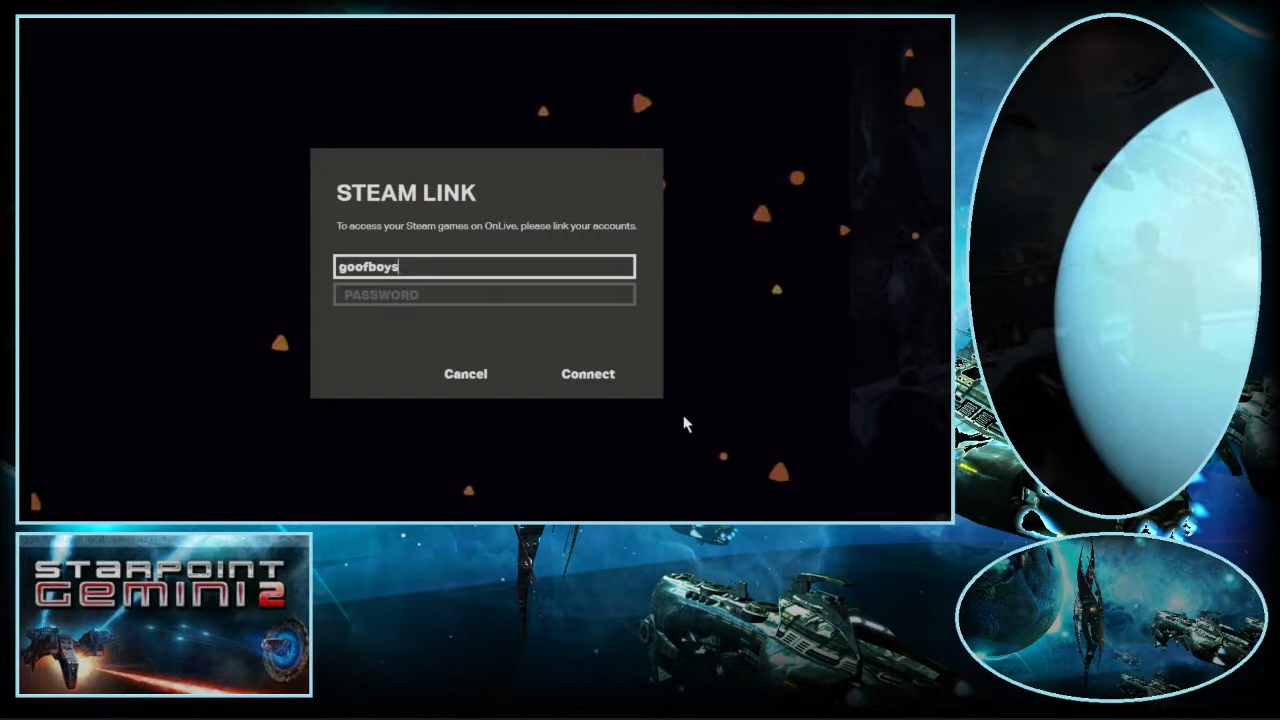 STEAM LINK
To access your Steam games on OnLive, please link your accounts.
goofboys
PASSWORD
Cancel
Connect
STARPOINT
GEMINI 2